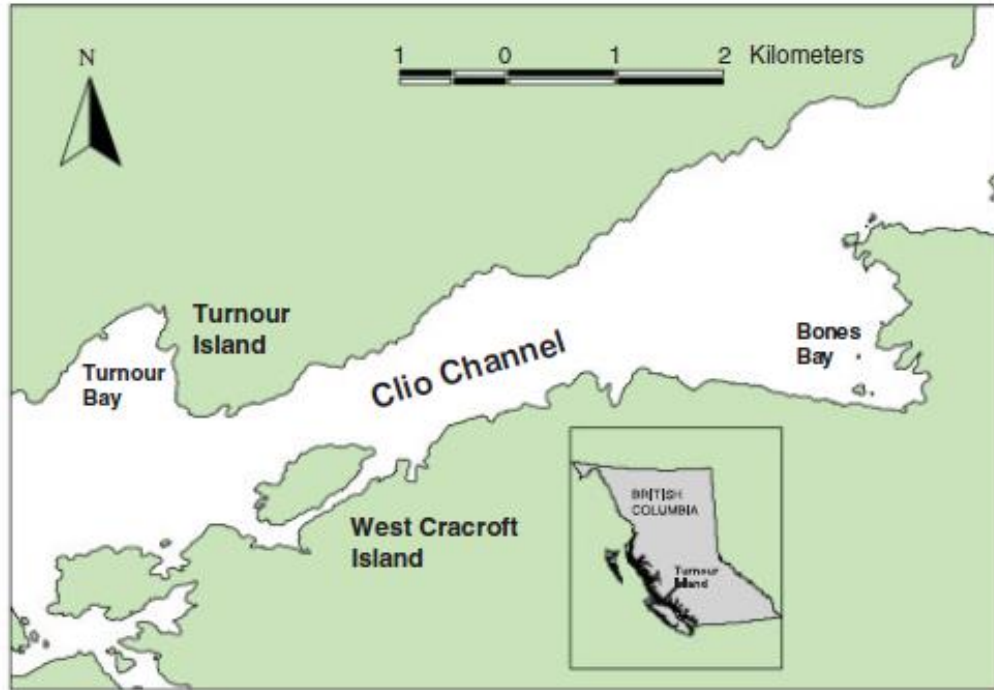 N
1 0 1 2 Kilometers
Turnour
Island
Turnour
Bay
Clio Channel
Bones
Bay
West Cracroft
Island
BRITISH
COLUMBIA
Turnour
Island